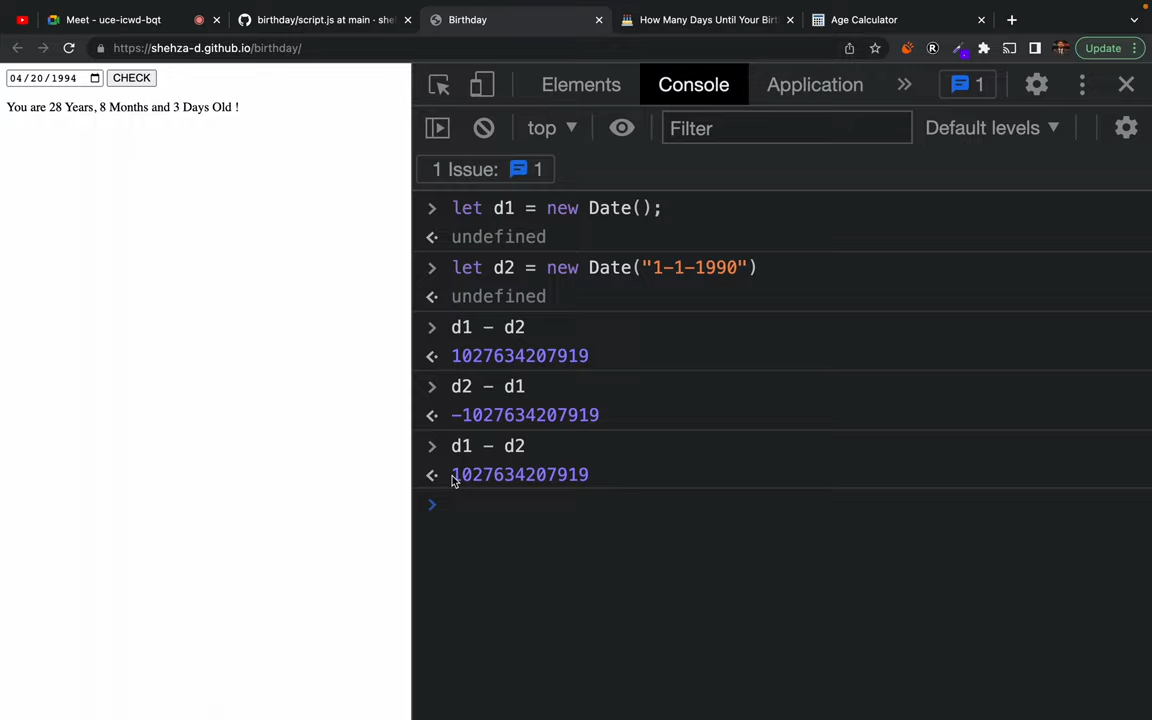 Meet - uce-icwd-bqt
birthday/script.js at main · she
Birthday
How Many Days Until Your Birt
Age Calculator
https://shehza-d.github.io/birthday/
Update
04/20/1994 CHECK
You are 28 Years, 8 Months and 3 Days Old !
Elements Console Application 1
top Filter Default levels
1 Issue: 1
let d1 = new Date();
undefined
let d2 = new Date("1-1-1990")
undefined
d1 - d2
1027634207919
d2 - d1
-1027634207919
d1 - d2
1027634207919